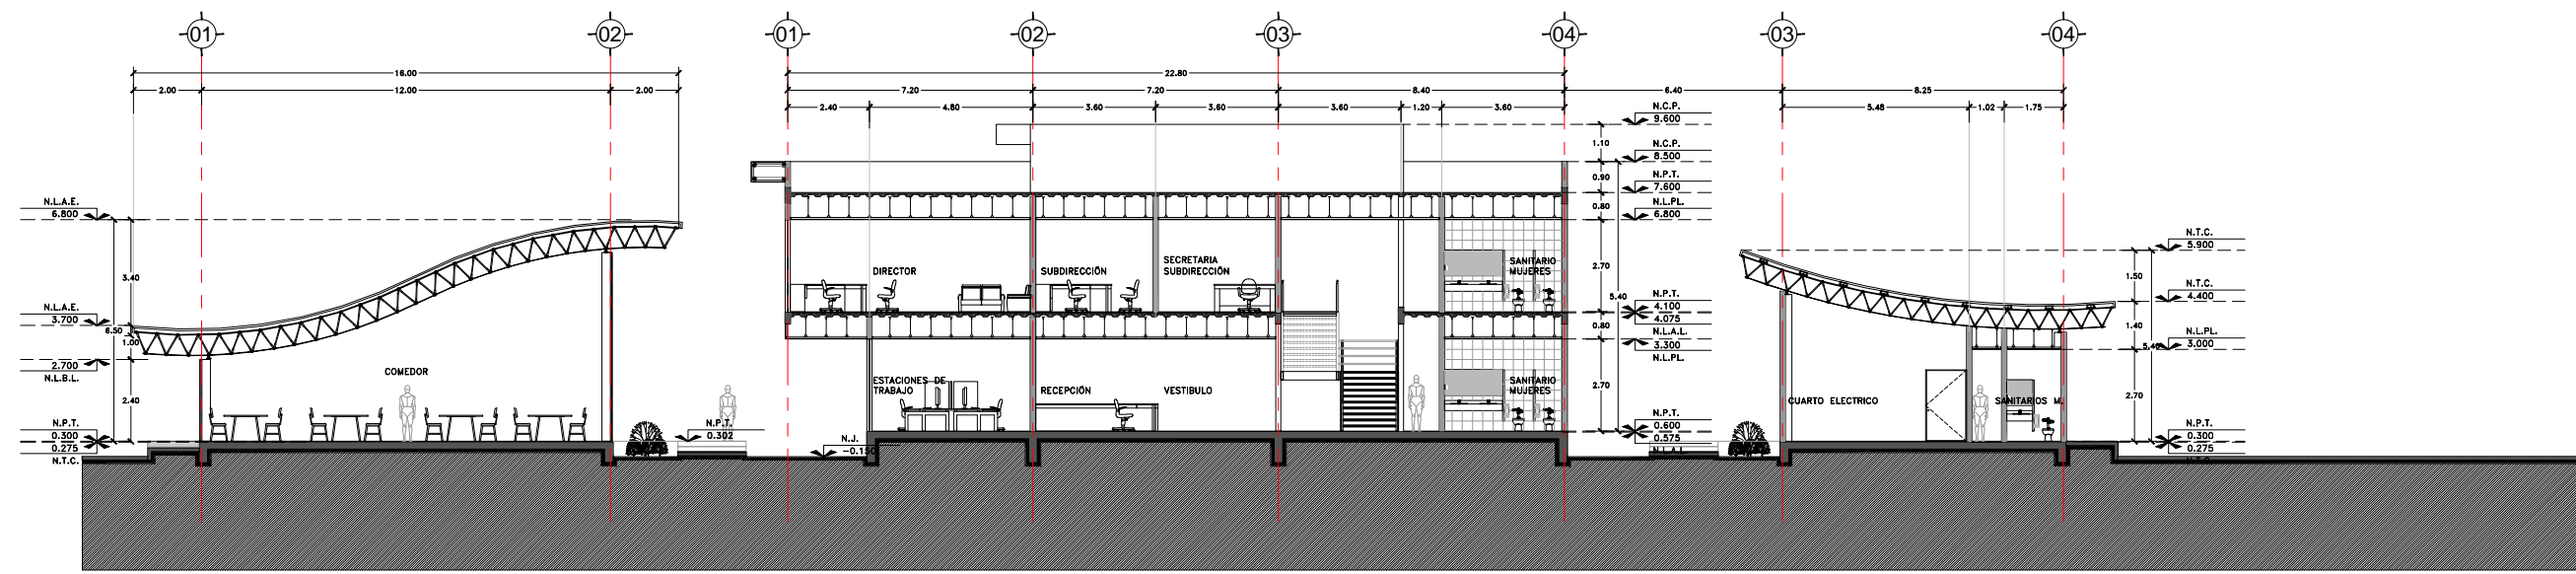 01
02
01
02
03
04
03
04
16.00
22.80
2.00
12.00
2.00
7.20
7.20
8.40
6.40
8.25
2.40
4.80
3.60
3.60
3.60
1.20
3.60
5.48
1.02
1.75
N.C.P.
9.600
1.10
N.C.P.
8.500
0.90
N.P.T.
7.600
0.80
N.L.PL.
6.800
2.70
5.40
N.P.T.
4.100
4.075
0.80
N.L.A.L.
3.300
N.L.PL.
2.70
N.P.T.
0.600
0.575
N.L.A.L.
N.L.A.E.
6.800
3.40
N.L.A.E.
3.700
6.50
1.00
2.700
N.L.B.L.
2.40
N.P.T.
0.300
0.275
N.T.C.
COMEDOR
N.P.T.
0.302
N.J.
-0.150
DIRECTOR
SUBDIRECCIÓN
SECRETARIA
SUBDIRECCIÓN
SANITARIO
MUJERES
ESTACIONES DE
TRABAJO
RECEPCIÓN
VESTIBULO
SANITARIO
MUJERES
CUARTO ELECTRICO
SANITARIOS M.
N.T.C.
5.900
1.50
N.T.C.
4.400
1.40
N.L.PL.
3.000
5.40
2.70
N.P.T.
0.300
0.275
N.T.C.